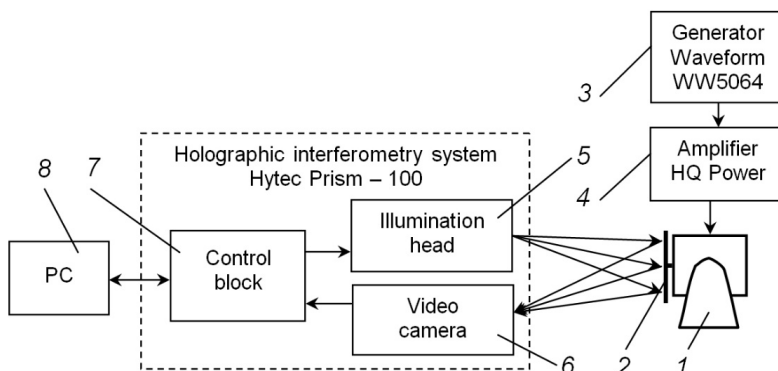 Generator
Waveform
WW5064
3
Holographic interferometry system
Hytec Prism – 100
7
5
8
4
Amplifier
HQ Power
Illumination
head
PC
Control
block
Video
camera
6
2
1